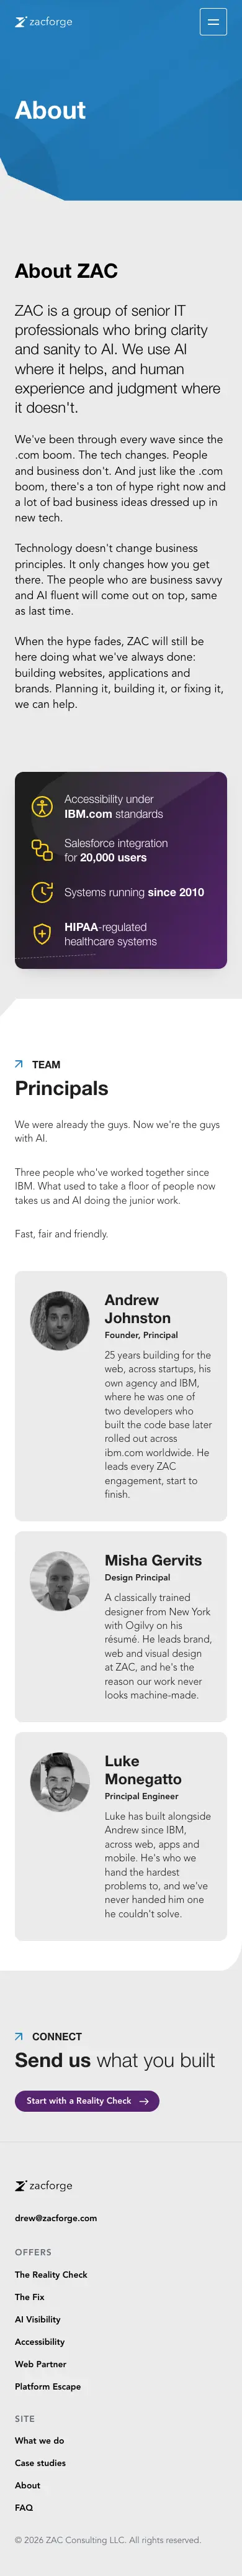 zacforge
About
About ZAC
ZAC is a group of senior IT
professionals who bring clarity
and sanity to AI. We use AI
where it helps, and human
experience and judgment where
it doesn't.
We've been through every wave since the
.com boom. The tech changes. People
and business don't. And just like the .com
boom, there's a ton of hype right now and
a lot of bad business ideas dressed up in
new tech.
Technology doesn't change business
principles. It only changes how you get
there. The people who are business savvy
and AI fluent will come out on top, same
as last time.
When the hype fades, ZAC will still be
here doing what we've always done:
building websites, applications and
brands. Planning it, building it, or fixing it,
we can help.
Accessibility under
IBM.com standards
Salesforce integration
for 20,000 users
Systems running since 2010
HIPAA-regulated
healthcare systems
TEAM
Principals
We were already the guys. Now we're the guys
with AI.
Three people who've worked together since
IBM. What used to take a floor of people now
takes us and AI doing the junior work.
Fast, fair and friendly.
Andrew
Johnston
Founder, Principal
25 years building for the
web, across startups, his
own agency and IBM,
where he was one of
two developers who
built the code base later
rolled out across
ibm.com worldwide. He
leads every ZAC
engagement, start to
finish.
Misha Gervits
Design Principal
A classically trained
designer from New York
with Ogilvy on his
résumé. He leads brand,
web and visual design
at ZAC, and he's the
reason our work never
looks machine-made.
Luke
Monegatto
Principal Engineer
Luke has built alongside
Andrew since IBM,
across web, apps and
mobile. He's who we
hand the hardest
problems to, and we've
never handed him one
he couldn't solve.
CONNECT
Send us what you built
Start with a Reality Check
zacforge
drew@zacforge.com
OFFERS
The Reality Check
The Fix
AI Visibility
Accessibility
Web Partner
Platform Escape
SITE
What we do
Case studies
About
FAQ
© 2026 ZAC Consulting LLC. All rights reserved.